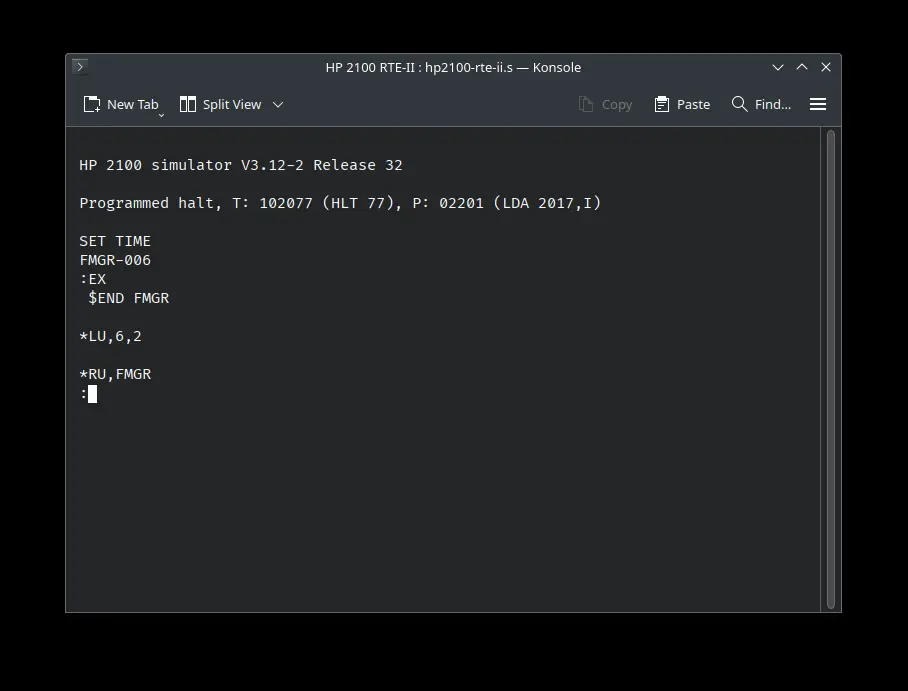 HP 2100 RTE-II : hp2100-rte-ii.s — Konsole
New Tab Split View Copy Paste Find...
HP 2100 simulator V3.12-2 Release 32
Programmed halt, T: 102077 (HLT 77), P: 02201 (LDA 2017,I)
SET TIME
FMGR-006
:EX
$END FMGR
*LU,6,2
*RU,FMGR
: